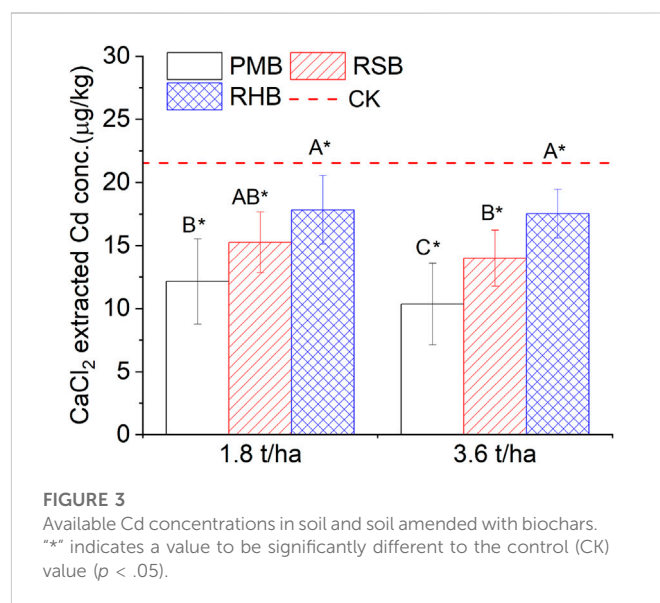 30
25
20
15
10
5
0
CaCl₂ extracted Cd conc.(μg/kg)
PMB RSB
RHB CK
B* AB* A*
C* B* A*
1.8 t/ha 3.6 t/ha
FIGURE 3
Available Cd concentrations in soil and soil amended with biochars.
“*” indicates a value to be significantly different to the control (CK)
value (p < .05).